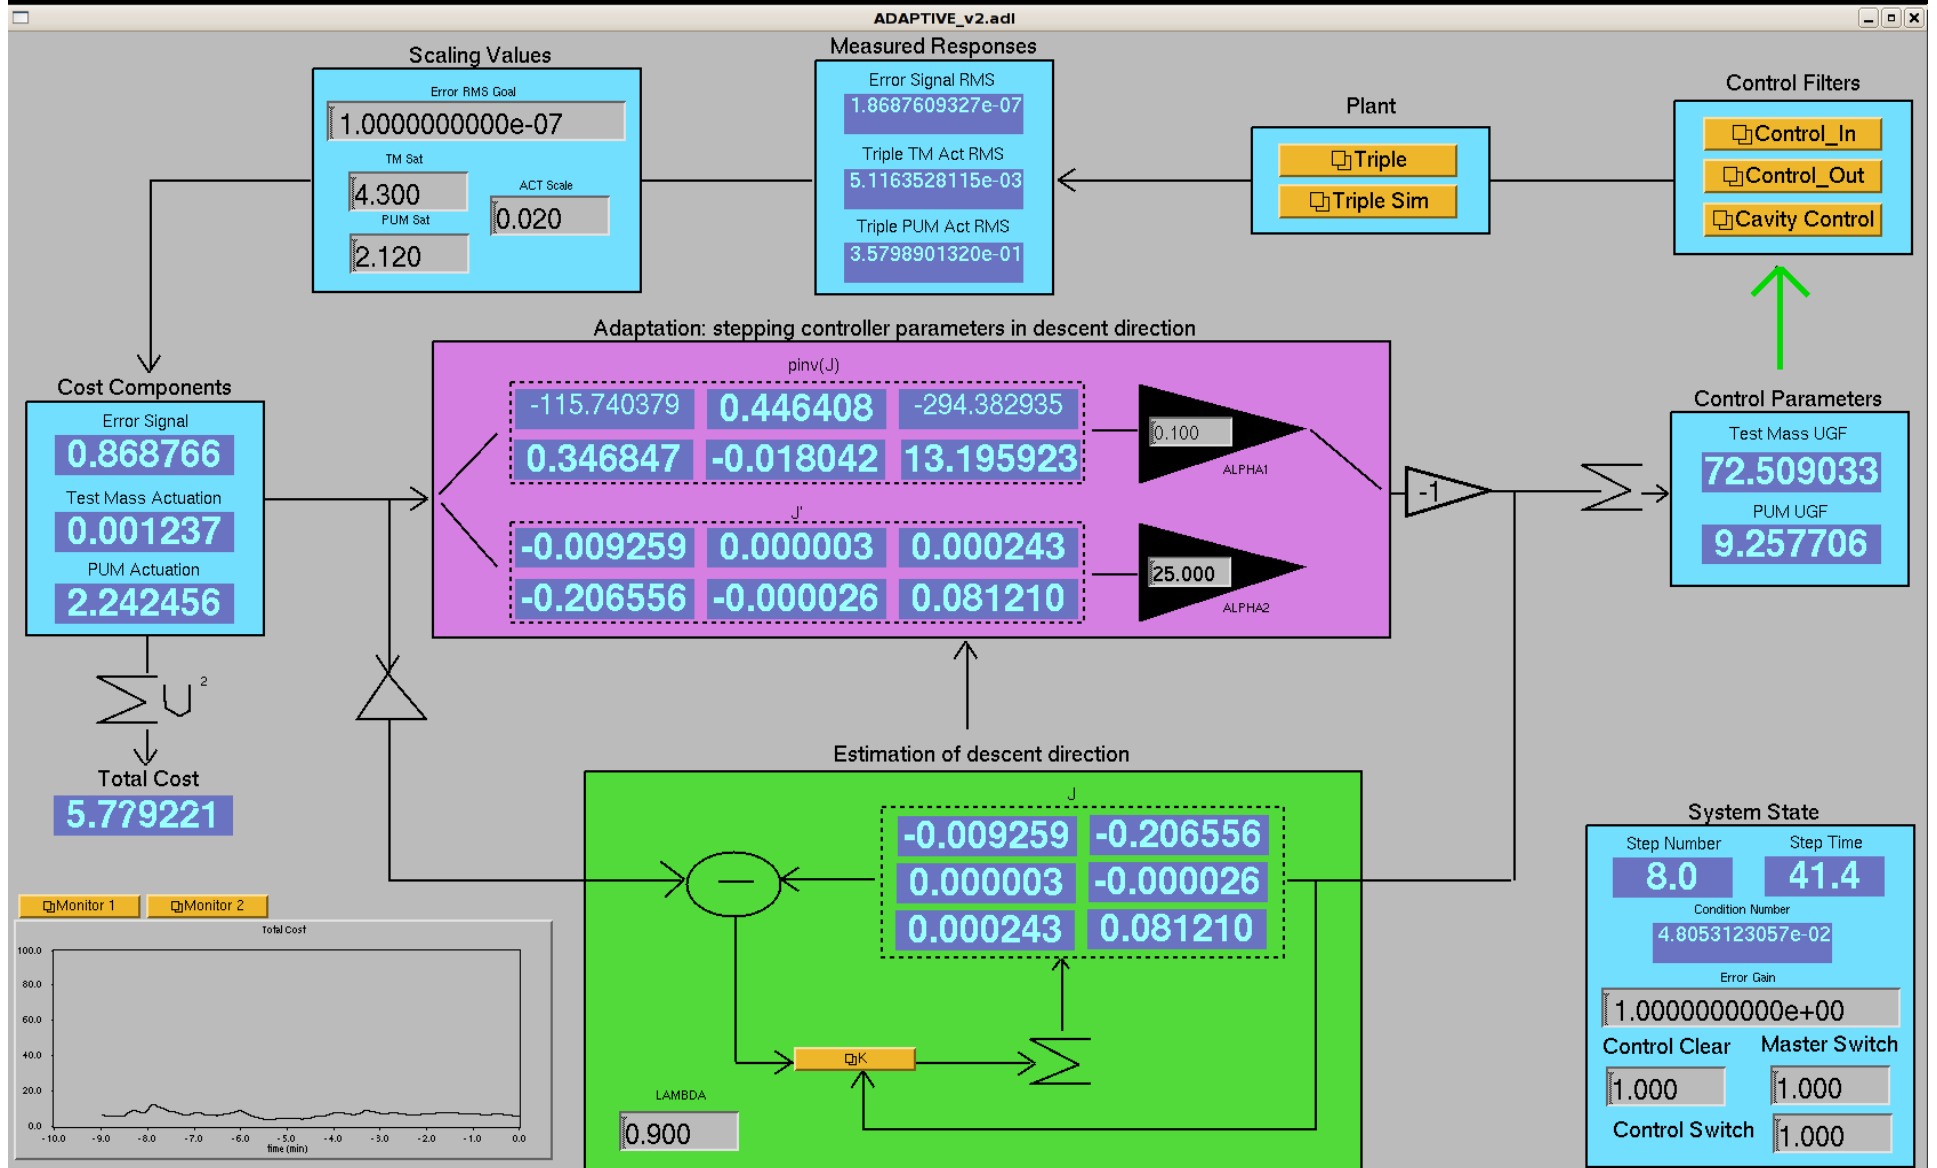 ADAPTIVE_v2.adl
Scaling Values
Error RMS Goal
1.0000000000e-07
TM Sat
4.300
ACT Scale
0.020
PUM Sat
2.120
Measured Responses
Error Signal RMS
1.8687609327e-07
Triple TM Act RMS
5.1163528115e-03
Triple PUM Act RMS
3.5798901320e-01
Plant
Triple
Triple Sim
Control Filters
Control_In
Control_Out
Cavity Control
Cost Components
Error Signal
0.868766
Test Mass Actuation
0.001237
PUM Actuation
2.242456
Σ U²
Total Cost
5.779221
Adaptation: stepping controller parameters in descent direction
pinv(J)
-115.740379 0.446408 -294.382935
0.346847 -0.018042 13.195923
0.100
ALPHA1
J'
-0.009259 0.000003 0.000243
-0.206556 -0.000026 0.081210
25.000
ALPHA2
-1
Σ
Control Parameters
Test Mass UGF
72.509033
PUM UGF
9.257706
Estimation of descent direction
J
-0.009259 -0.206556
0.000003 -0.000026
0.000243 0.081210
K
Σ
LAMBDA
0.900
Monitor 1 Monitor 2
Total Cost
100.0
80.0
60.0
40.0
20.0
0.0
-10.0 -9.0 -8.0 -7.0 -6.0 -5.0 -4.0 -3.0 -2.0 -1.0 0.0
time (min)
System State
Step Number Step Time
8.0 41.4
Condition Number
4.8053123057e-02
Error Gain
1.0000000000e+00
Control Clear Master Switch
1.000 1.000
Control Switch 1.000